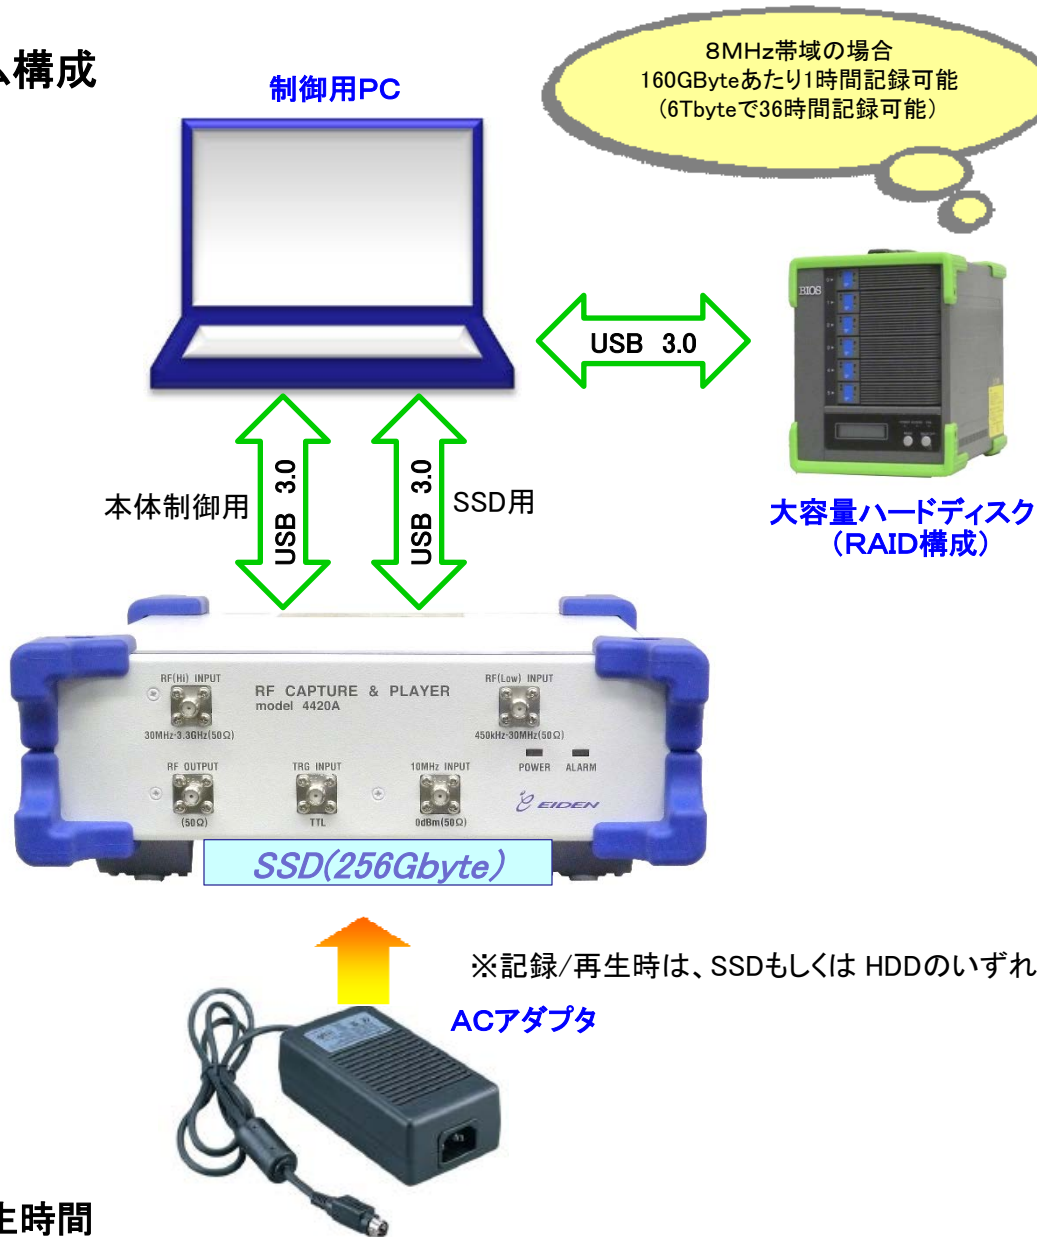 ム構成
制御用PC
8MHz帯域の場合
160GByteあたり1時間記録可能
(6Tbyteで36時間記録可能)
USB 3.0
BIOS
本体制御用
USB 3.0
USB 3.0
SSD用
大容量ハードディスク
(RAID構成)
RF(Hi) INPUT
30MHz-3.3GHz(50Ω)
RF CAPTURE & PLAYER
model 4420A
RF(Low) INPUT
450kHz-30MHz(50Ω)
POWER ALARM
RF OUTPUT
(50Ω)
TRG INPUT
TTL
10MHz INPUT
0dBm(50Ω)
EIDEN
SSD(256Gbyte)
※記録/再生時は、SSDもしくは HDDのいずれ
ACアダプタ
生時間